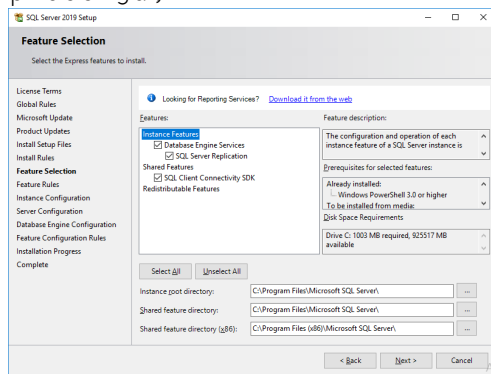 SQL Server 2019 Setup
Feature Selection
Select the Express features to install.
License Terms
Global Rules
Microsoft Update
Product Updates
Install Setup Files
Install Rules
Feature Selection
Feature Rules
Instance Configuration
Server Configuration
Database Engine Configuration
Feature Configuration Rules
Installation Progress
Complete
Looking for Reporting Services? Download it from the web
Features:
Instance Features
Database Engine Services
SQL Server Replication
Shared Features
SQL Client Connectivity SDK
Redistributable Features
Feature description:
The configuration and operation of each
instance feature of a SQL Server instance is
Prerequisites for selected features:
Already installed:
Windows PowerShell 3.0 or higher
To be installed from media:
Disk Space Requirements
Drive C: 1003 MB required, 925517 MB
available
Select All Unselect All
Instance root directory: C:\Program Files\Microsoft SQL Server\ ...
Shared feature directory: C:\Program Files\Microsoft SQL Server\ ...
Shared feature directory (x86): C:\Program Files (x86)\Microsoft SQL Server\ ...
< Back Next > Cancel